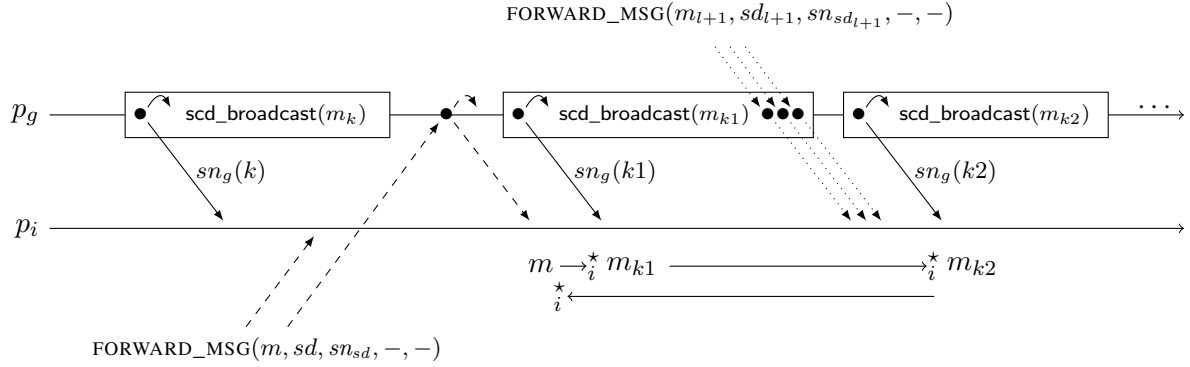 FORWARD_MSG(m_{l+1}, sd_{l+1}, sn_{sd_{l+1}}, −, −)
p_g scd_broadcast(m_k) scd_broadcast(m_{k1}) scd_broadcast(m_{k2}) ...
sn_g(k) sn_g(k1) sn_g(k2)
p_i
m →_i^⋆ m_{k1} →_i^⋆ m_{k2}
_i^⋆←
FORWARD_MSG(m, sd, sn_{sd}, −, −)